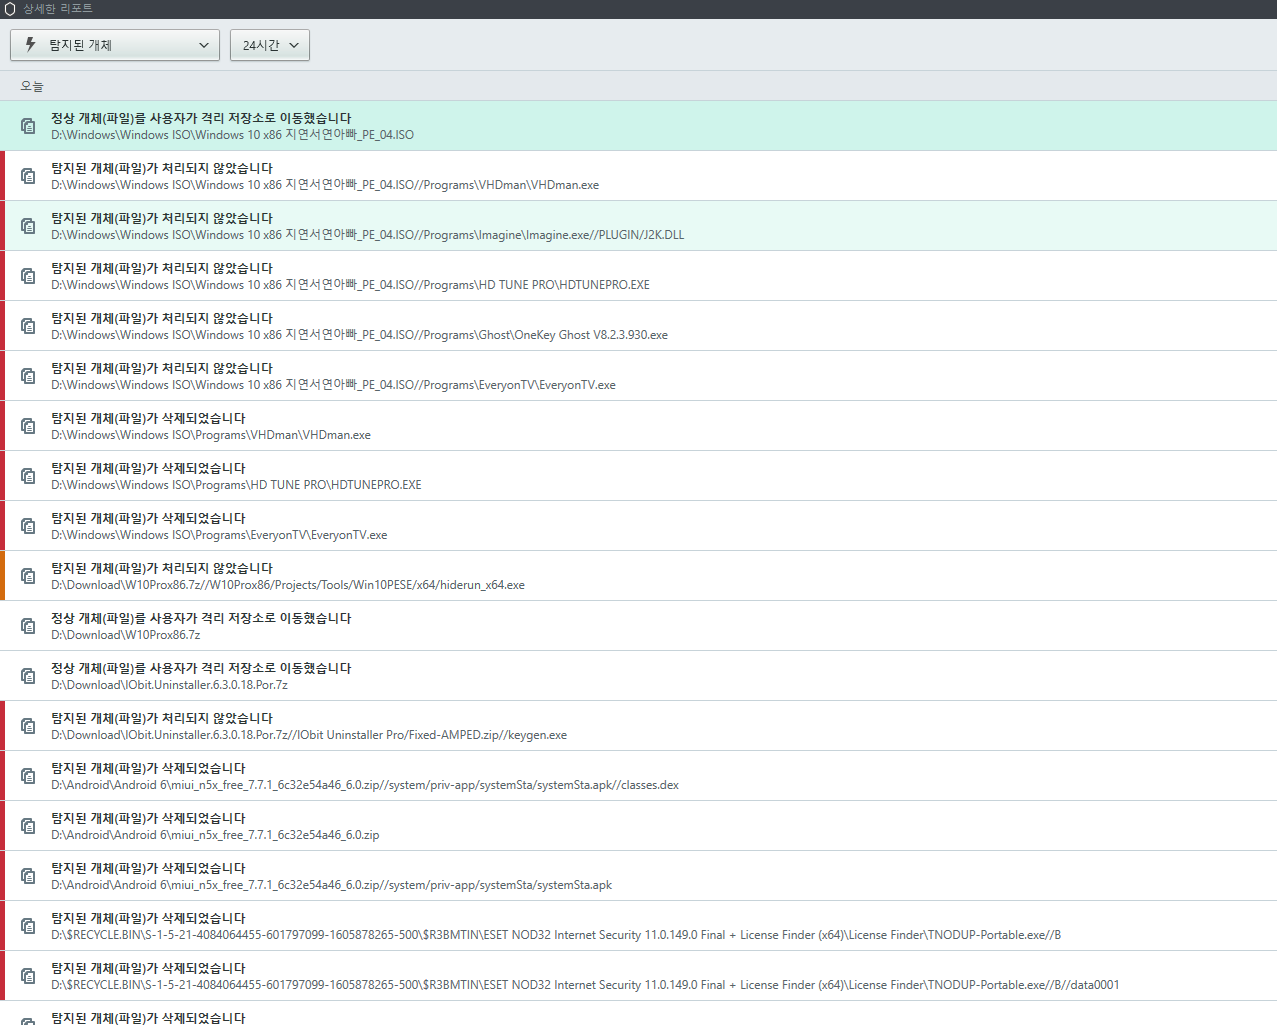 상세한 리포트
탐지된 개체
24시간
오늘
정상 개체(파일)를 사용자가 격리 저장소로 이동했습니다
D:\Windows\Windows ISO\Windows 10 x86 지연서연아빠_PE_04.ISO
탐지된 개체(파일)가 처리되지 않았습니다
D:\Windows\Windows ISO\Windows 10 x86 지연서연아빠_PE_04.ISO//Programs\VHDman\VHDman.exe
탐지된 개체(파일)가 처리되지 않았습니다
D:\Windows\Windows ISO\Windows 10 x86 지연서연아빠_PE_04.ISO//Programs\Imagine\Imagine.exe//PLUGIN/J2K.DLL
탐지된 개체(파일)가 처리되지 않았습니다
D:\Windows\Windows ISO\Windows 10 x86 지연서연아빠_PE_04.ISO//Programs\HD TUNE PRO\HDTUNEPRO.EXE
탐지된 개체(파일)가 처리되지 않았습니다
D:\Windows\Windows ISO\Windows 10 x86 지연서연아빠_PE_04.ISO//Programs\Ghost\OneKey Ghost V8.2.3.930.exe
탐지된 개체(파일)가 처리되지 않았습니다
D:\Windows\Windows ISO\Windows 10 x86 지연서연아빠_PE_04.ISO//Programs\EveryonTV\EveryonTV.exe
탐지된 개체(파일)가 삭제되었습니다
D:\Windows\Windows ISO\Programs\VHDman\VHDman.exe
탐지된 개체(파일)가 삭제되었습니다
D:\Windows\Windows ISO\Programs\HD TUNE PRO\HDTUNEPRO.EXE
탐지된 개체(파일)가 삭제되었습니다
D:\Windows\Windows ISO\Programs\EveryonTV\EveryonTV.exe
탐지된 개체(파일)가 처리되지 않았습니다
D:\Download\W10Prox86.7z//W10Prox86/Projects/Tools/Win10PESE/x64/hiderun_x64.exe
정상 개체(파일)를 사용자가 격리 저장소로 이동했습니다
D:\Download\W10Prox86.7z
정상 개체(파일)를 사용자가 격리 저장소로 이동했습니다
D:\Download\IObit.Uninstaller.6.3.0.18.Por.7z
탐지된 개체(파일)가 처리되지 않았습니다
D:\Download\IObit.Uninstaller.6.3.0.18.Por.7z//IObit Uninstaller Pro/Fixed-AMPED.zip//keygen.exe
탐지된 개체(파일)가 삭제되었습니다
D:\Android\Android 6\miui_n5x_free_7.7.1_6c32e54a46_6.0.zip//system/priv-app/systemSta/systemSta.apk//classes.dex
탐지된 개체(파일)가 삭제되었습니다
D:\Android\Android 6\miui_n5x_free_7.7.1_6c32e54a46_6.0.zip
탐지된 개체(파일)가 삭제되었습니다
D:\Android\Android 6\miui_n5x_free_7.7.1_6c32e54a46_6.0.zip//system/priv-app/systemSta/systemSta.apk
탐지된 개체(파일)가 삭제되었습니다
D:\$RECYCLE.BIN\S-1-5-21-4084064455-601797099-1605878265-500\$R3BMTIN\ESET NOD32 Internet Security 11.0.149.0 Final + License Finder (x64)\License Finder\TNODUP-Portable.exe//B
탐지된 개체(파일)가 삭제되었습니다
D:\$RECYCLE.BIN\S-1-5-21-4084064455-601797099-1605878265-500\$R3BMTIN\ESET NOD32 Internet Security 11.0.149.0 Final + License Finder (x64)\License Finder\TNODUP-Portable.exe//B//data0001
탐지된 개체(파일)가 삭제되었습니다